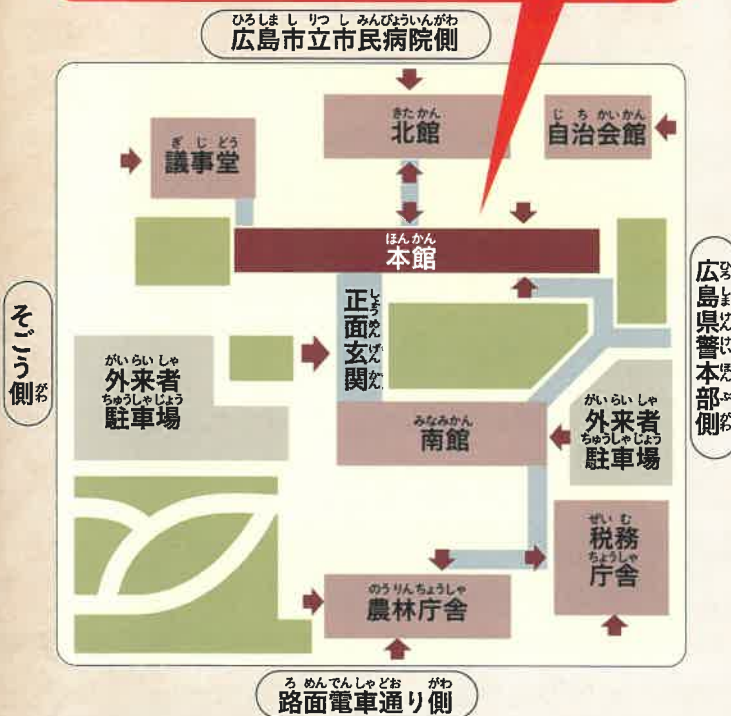 ひろしま し りつ し みんびょういんがわ
広島市立市民病院側
きたかん
北館
じ ち かいかん
自治会館
ぎ じ どう
議事堂
ほんかん
本館
正面玄関
しょうめんげんかん
そごう側
がわ
広島県警本部側
ひろしまけんけいほんぶがわ
がいらいしゃ
外来者
ちゅうしゃじょう
駐車場
みなみかん
南館
がいらいしゃ
外来者
ちゅうしゃじょう
駐車場
ぜい む
税務
ちょうしゃ
庁舎
のうりんちょうしゃ
農林庁舎
ろ めんでんしゃどお がわ
路面電車通り側